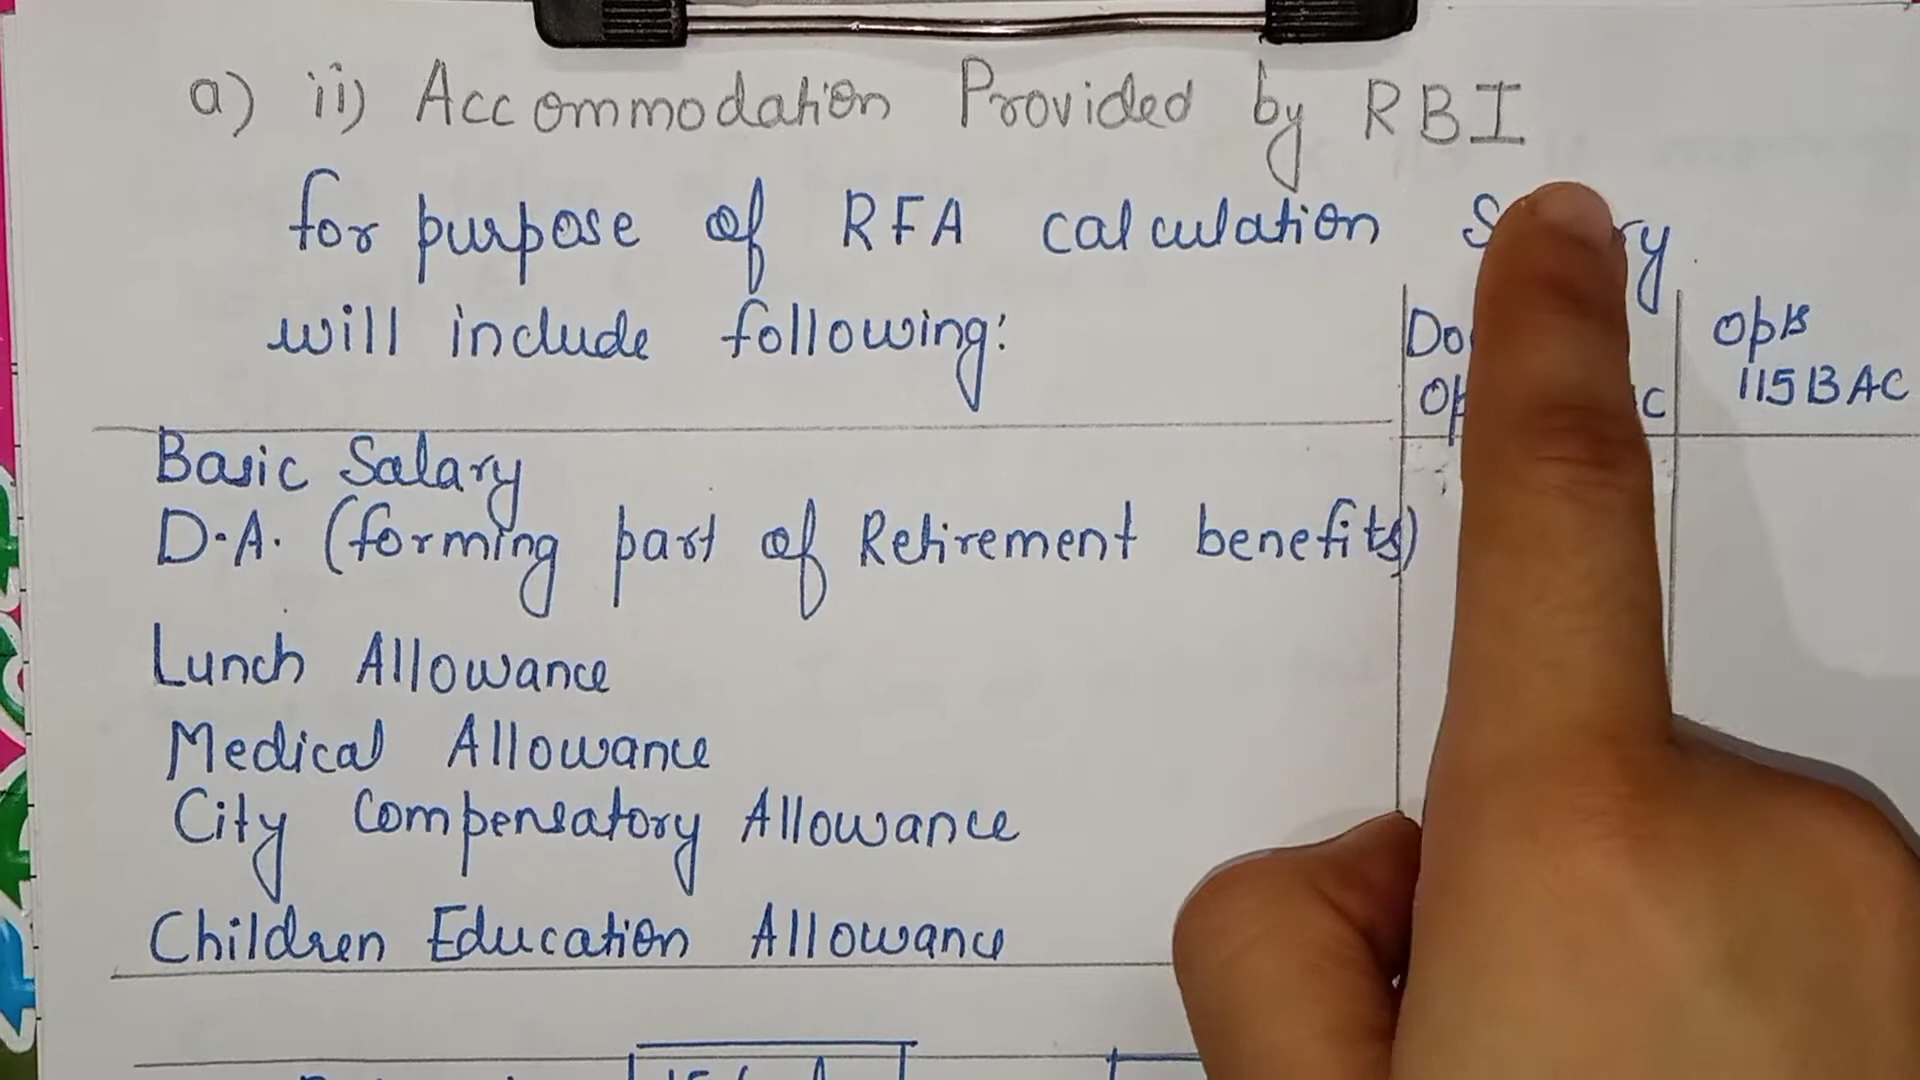 a) ii) Accommodation Provided by RBI
for purpose of RFA calculation
will include following:
Opts
115BAC
Basic Salary
D.A. (forming part of Retirement benefits)
Lunch Allowance
Medical Allowance
City Compensatory Allowance
Children Education Allowance